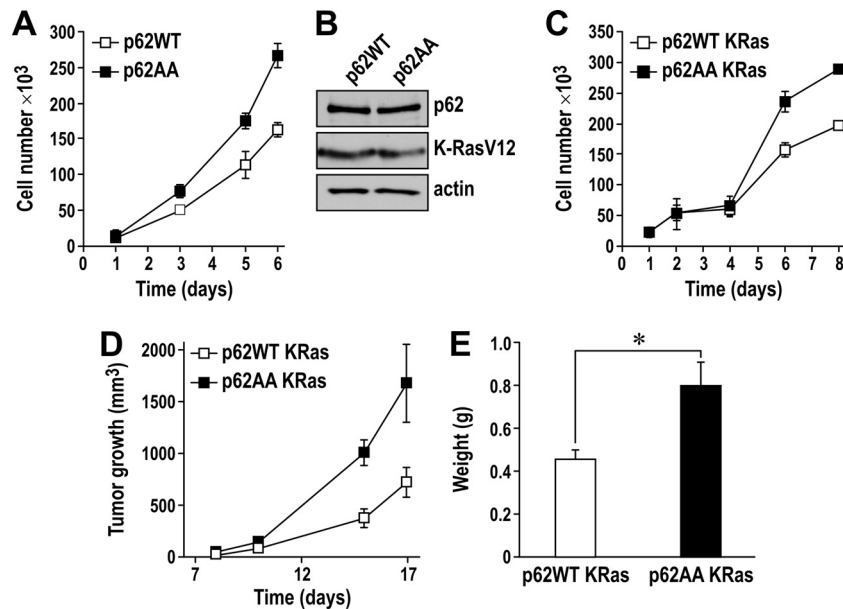 A
p62WT
p62AA
Cell number ×10³
300
250
200
150
100
50
0
0 1 2 3 4 5 6
Time (days)
B
p62WT
p62AA
p62
K-RasV12
actin
C
p62WT KRas
p62AA KRas
Cell number ×10³
350
300
250
200
150
100
50
0
0 1 2 3 4 5 6 7 8
Time (days)
D
p62WT KRas
p62AA KRas
Tumor growth (mm³)
2000
1500
1000
500
0
7 12 17
Time (days)
E
*
Weight (g)
1.0
0.8
0.6
0.4
0.2
0
p62WT KRas
p62AA KRas